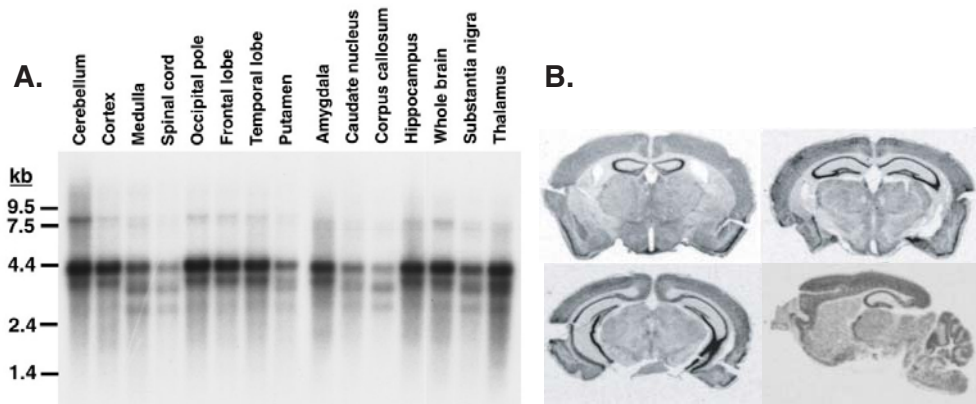 A.
Cerebellum
Cortex
Medulla
Spinal cord
Occipital pole
Frontal lobe
Temporal lobe
Putamen
Amygdala
Caudate nucleus
Corpus callosum
Hippocampus
Whole brain
Substantia nigra
Thalamus
kb
9.5
7.5
4.4
2.4
1.4
B.